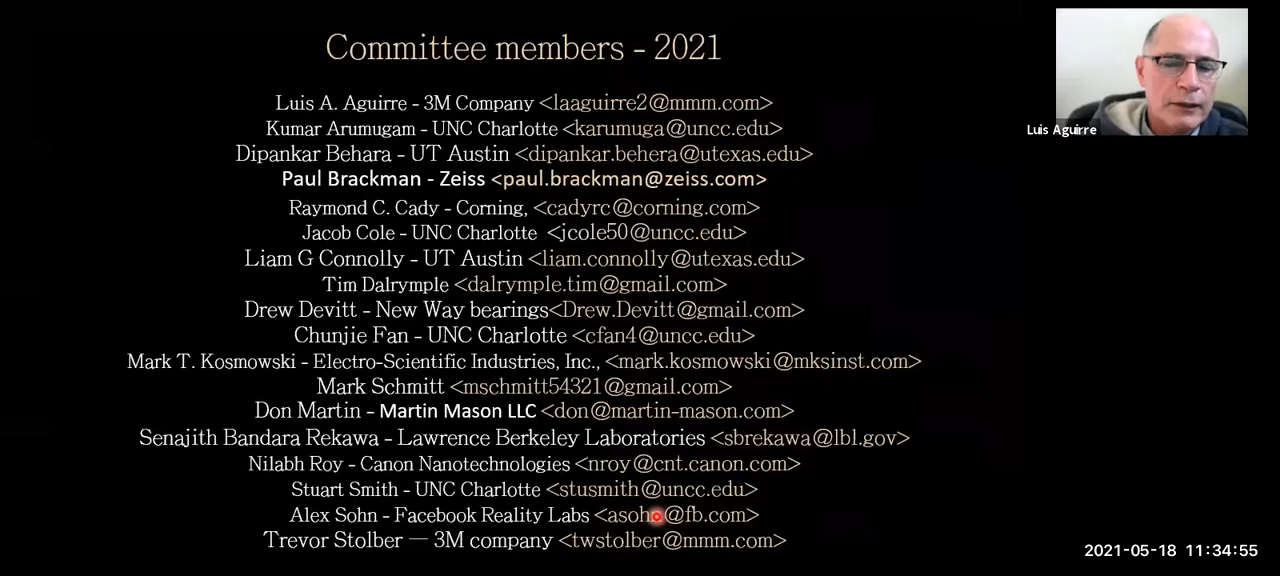 Committee members - 2021
Luis A. Aguirre - 3M Company <laaguirre2@mmm.com>
Kumar Arumugam - UNC Charlotte <karumuga@uncc.edu>
Dipankar Behara - UT Austin <dipankar.behera@utexas.edu>
Paul Brackman - Zeiss <paul.brackman@zeiss.com>
Raymond C. Cady - Corning, <cadyrc@corning.com>
Jacob Cole - UNC Charlotte <jcole50@uncc.edu>
Liam G Connolly - UT Austin <liam.connolly@utexas.edu>
Tim Dalrymple <dalrymple.tim@gmail.com>
Drew Devitt - New Way bearings<Drew.Devitt@gmail.com>
Chunjie Fan - UNC Charlotte <cfan4@uncc.edu>
Mark T. Kosmowski - Electro-Scientific Industries, Inc., <mark.kosmowski@mksinst.com>
Mark Schmitt <mschmitt54321@gmail.com>
Don Martin - Martin Mason LLC <don@martin-mason.com>
Senajith Bandara Rekawa - Lawrence Berkeley Laboratories <sbrekawa@lbl.gov>
Nilabh Roy - Canon Nanotechnologies <nroy@cnt.canon.com>
Stuart Smith - UNC Charlotte <stusmith@uncc.edu>
Alex Sohn - Facebook Reality Labs
Trevor Stolber — 3M company <twstolber@mmm.com>
Luis Aguirre
2021-05-18 11:34:55